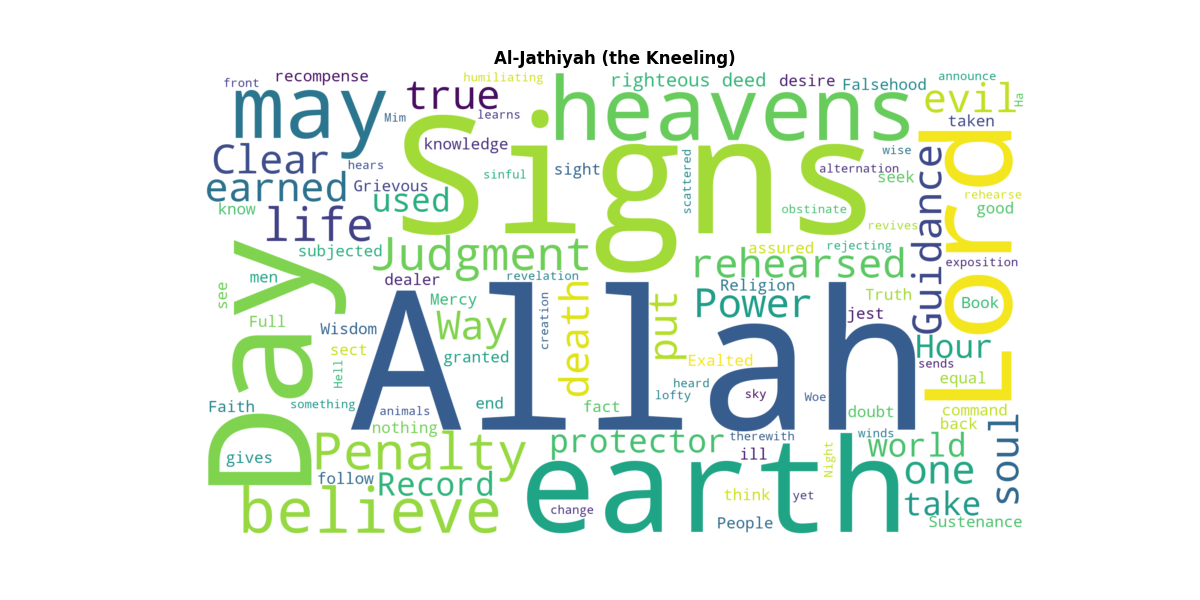 Al-Jathiyah (the Kneeling)
front
recompense
humiliating
righteous deed
desire
Falsehood
announce
may
true
heavens
evil
Ha
Mim
learns
Signs
taken
Clear
hears
knowledge
sight
scattered
wise
alternation
Guidance
Lord
earned
Grievous
used
sinful
seek
rehearse
know
life
obstinate
good
revives
subjected
Judgment
assured
rejecting
Day
men
dealer
revelation
rehearsed
exposition
see
Mercy
creation
death
put
Religion
Power
Truth
Book
Full
Wisdom
Way
Allah
jest
sect
granted
Exalted
Hour
Hell
sends
heard
sky
equal
Faith
something
animals
end
fact
lofty
Woe
doubt
command
back
nothing
gives
Penalty
protector
therewith
winds
world
soul
follow
Record
earth
ill
Night
one
believe
change
think
yet
take
People
Sustenance